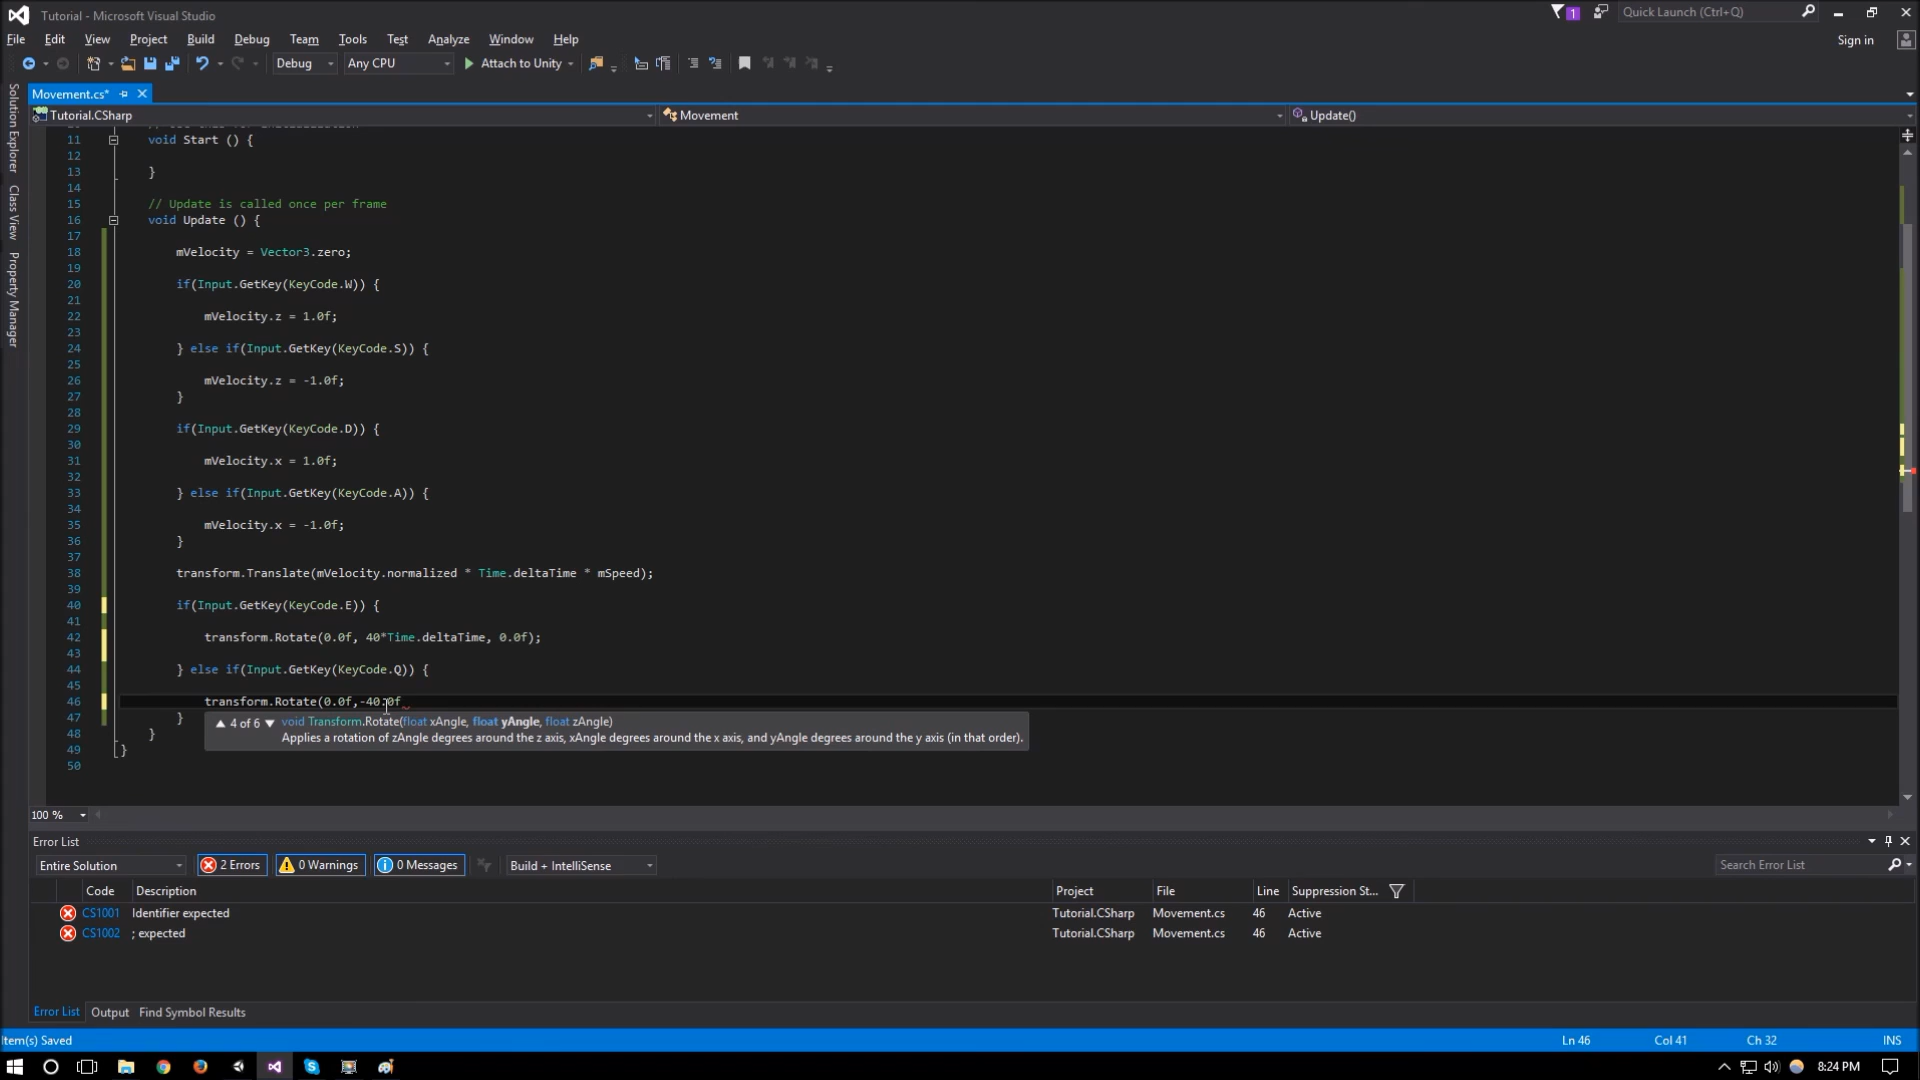 Tutorial - Microsoft Visual Studio
1
Quick Launch (Ctrl+Q)
File Edit View Project Build Debug Team Tools Test Analyze Window Help
Sign in
Debug Any CPU Attach to Unity
Solution Explorer
Class View
Property Manager
Movement.cs*
Tutorial.CSharp Movement Update()
11 void Start () {
12
13 }
14
15 // Update is called once per frame
16 void Update () {
17
18 mVelocity = Vector3.zero;
19
20 if(Input.GetKey(KeyCode.W)) {
21
22 mVelocity.z = 1.0f;
23
24 } else if(Input.GetKey(KeyCode.S)) {
25
26 mVelocity.z = -1.0f;
27 }
28
29 if(Input.GetKey(KeyCode.D)) {
30
31 mVelocity.x = 1.0f;
32
33 } else if(Input.GetKey(KeyCode.A)) {
34
35 mVelocity.x = -1.0f;
36 }
37
38 transform.Translate(mVelocity.normalized * Time.deltaTime * mSpeed);
39
40 if(Input.GetKey(KeyCode.E)) {
41
42 transform.Rotate(0.0f, 40*Time.deltaTime, 0.0f);
43
44 } else if(Input.GetKey(KeyCode.Q)) {
45
46 transform.Rotate(0.0f,-40.0f
47 }
4 of 6 void Transform.Rotate(float xAngle, float yAngle, float zAngle)
Applies a rotation of zAngle degrees around the z axis, xAngle degrees around the x axis, and yAngle degrees around the y axis (in that order).
48 }
49 }
50
100 %
Error List
Entire Solution 2 Errors 0 Warnings 0 Messages Build + IntelliSense Search Error List
Code Description Project File Line Suppression St...
CS1001 Identifier expected Tutorial.CSharp Movement.cs 46 Active
CS1002 ; expected Tutorial.CSharp Movement.cs 46 Active
Error List Output Find Symbol Results
Item(s) Saved Ln 46 Col 41 Ch 32 INS
8:24 PM